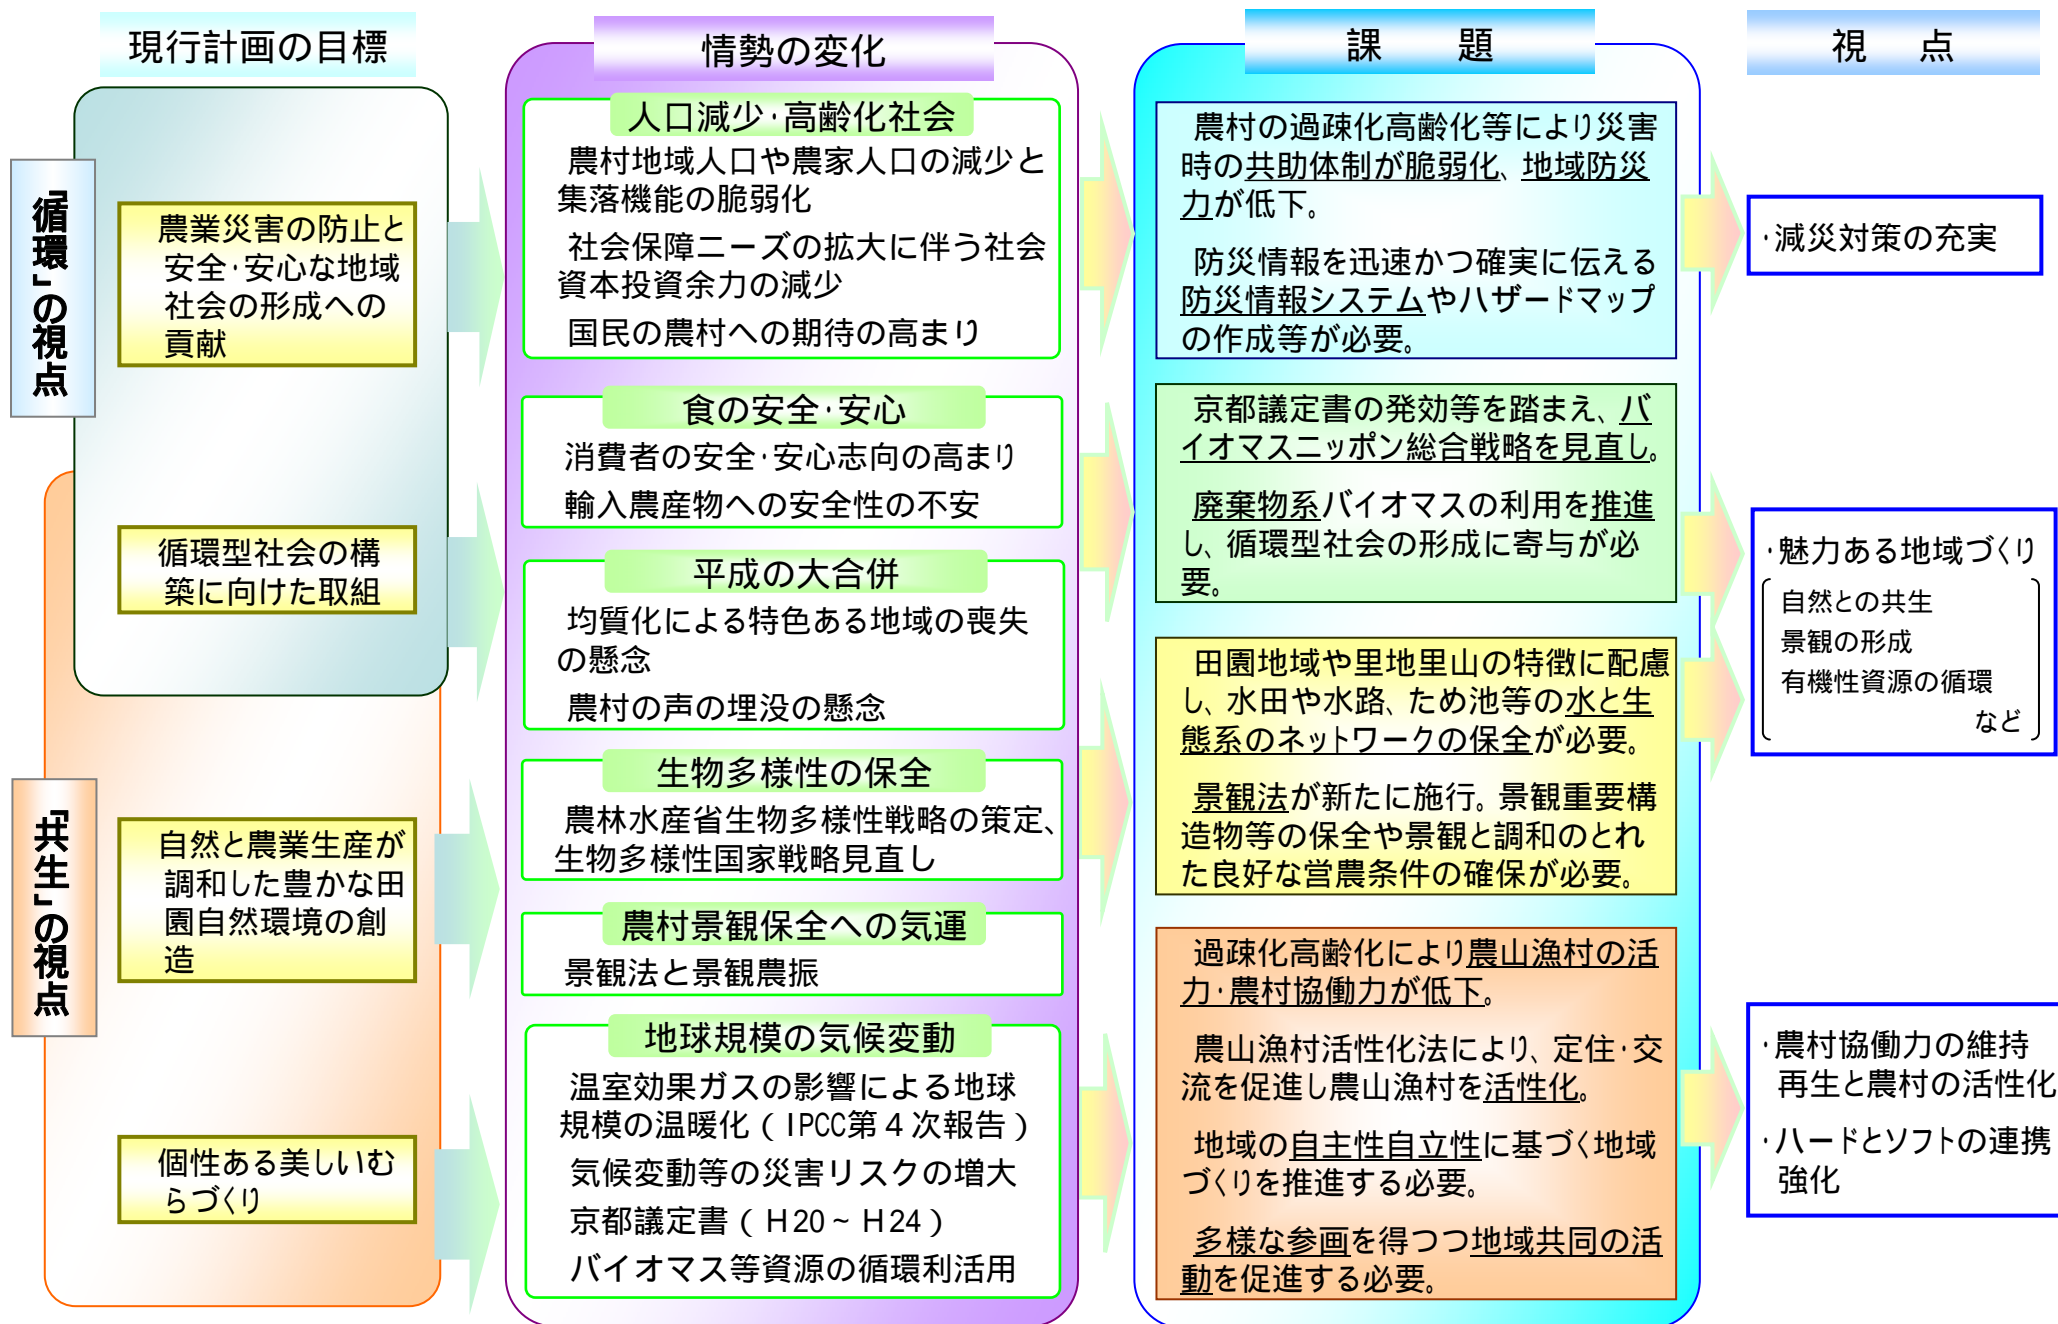 現行計画の目標
『循環』の視点
農業災害の防止と
安全・安心な地域
社会の形成への
貢献
循環型社会の構
築に向けた取組
『共生』の視点
自然と農業生産が
調和した豊かな田
園自然環境の創
造
個性ある美しいむ
らづくり
情勢の変化
人口減少・高齢化社会
農村地域人口や農家人口の減少と
集落機能の脆弱化
社会保障ニーズの拡大に伴う社会
資本投資余力の減少
国民の農村への期待の高まり
食の安全・安心
消費者の安全・安心志向の高まり
輸入農産物への安全性の不安
平成の大合併
均質化による特色ある地域の喪失
の懸念
農村の声の埋没の懸念
生物多様性の保全
農林水産省生物多様性戦略の策定、
生物多様性国家戦略見直し
農村景観保全への気運
景観法と景観農振
地球規模の気候変動
温室効果ガスの影響による地球
規模の温暖化（IPCC第４次報告）
気候変動等の災害リスクの増大
京都議定書（H20～H24）
バイオマス等資源の循環利活用
課　題
農村の過疎化高齢化等により災害
時の共助体制が脆弱化、地域防災
力が低下。
防災情報を迅速かつ確実に伝える
防災情報システムやハザードマップ
の作成等が必要。
京都議定書の発効等を踏まえ、バ
イオマスニッポン総合戦略を見直し。
廃棄物系バイオマスの利用を推進
し、循環型社会の形成に寄与が必
要。
田園地域や里地里山の特徴に配慮
し、水田や水路、ため池等の水と生
態系のネットワークの保全が必要。
景観法が新たに施行。景観重要構
造物等の保全や景観と調和のとれ
た良好な営農条件の確保が必要。
過疎化高齢化により農山漁村の活
力・農村協働力が低下。
農山漁村活性化法により、定住・交
流を促進し農山漁村を活性化。
地域の自主性自立性に基づく地域
づくりを推進する必要。
多様な参画を得つつ地域共同の活
動を促進する必要。
視　点
・減災対策の充実
・魅力ある地域づくり
自然との共生
景観の形成
有機性資源の循環
など
・農村協働力の維持
再生と農村の活性化
・ハードとソフトの連携
強化